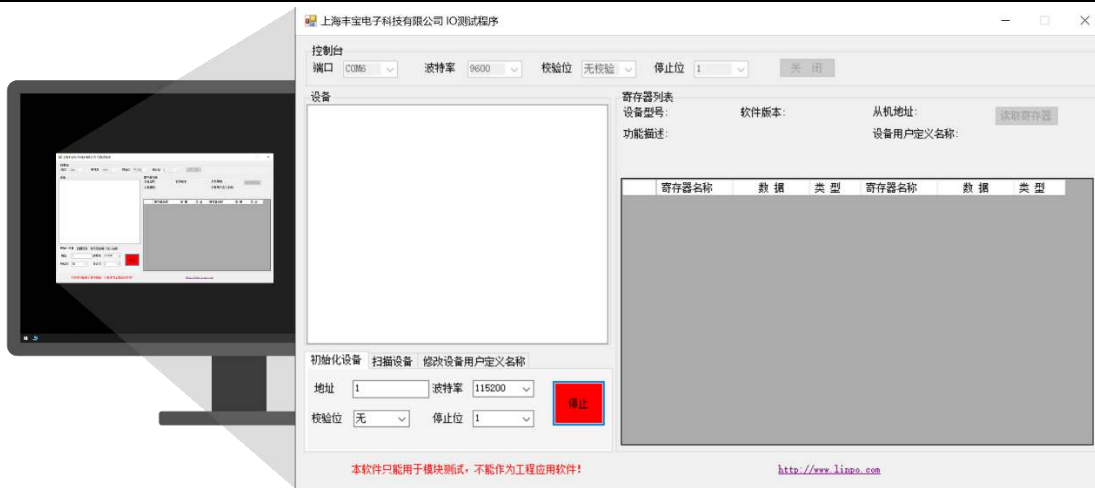 上海丰宝电子科技有限公司 IO测试程序
控制台
端口 COM6 波特率 9600 校验位 无校验 停止位 1 关 闭
设备
寄存器列表
设备型号: 软件版本: 从机地址: 读取寄存器
功能描述: 设备用户定义名称:
寄存器名称 数 据 类 型 寄存器名称 数 据 类 型
初始化设备 扫描设备 修改设备用户定义名称
地址 1 波特率 115200 停止
校验位 无 停止位 1
本软件只能用于模块测试，不能作为工程应用软件!
http://www.linpo.com